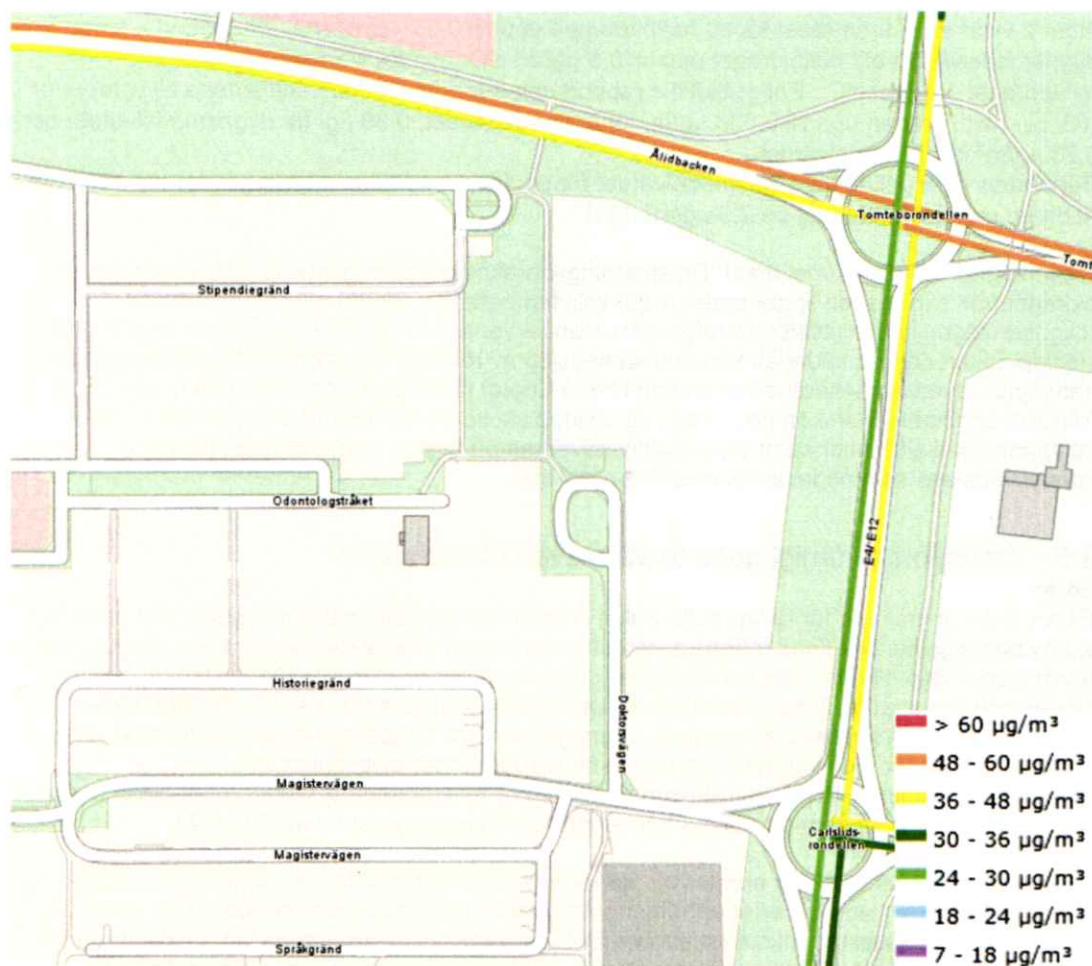 Ålidbacken
Tomteborondellen
Tomt
Stipendiegränd
Odontologstråket
E4/E12
Historiegränd
Doktorsvägen
Magistervägen
Carlslids-
rondellen
Magistervägen
Språkgränd
> 60 µg/m³
48 - 60 µg/m³
36 - 48 µg/m³
30 - 36 µg/m³
24 - 30 µg/m³
18 - 24 µg/m³
7 - 18 µg/m³